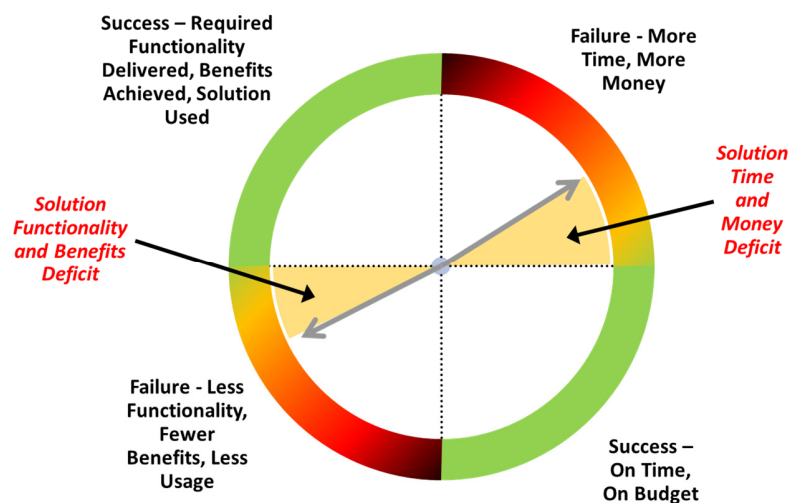 Success – Required
Functionality
Delivered, Benefits
Achieved, Solution
Used
Failure - More
Time, More
Money
Solution
Time
and
Money
Deficit
Solution
Functionality
and Benefits
Deficit
Failure - Less
Functionality,
Fewer
Benefits, Less
Usage
Success –
On Time,
On Budget